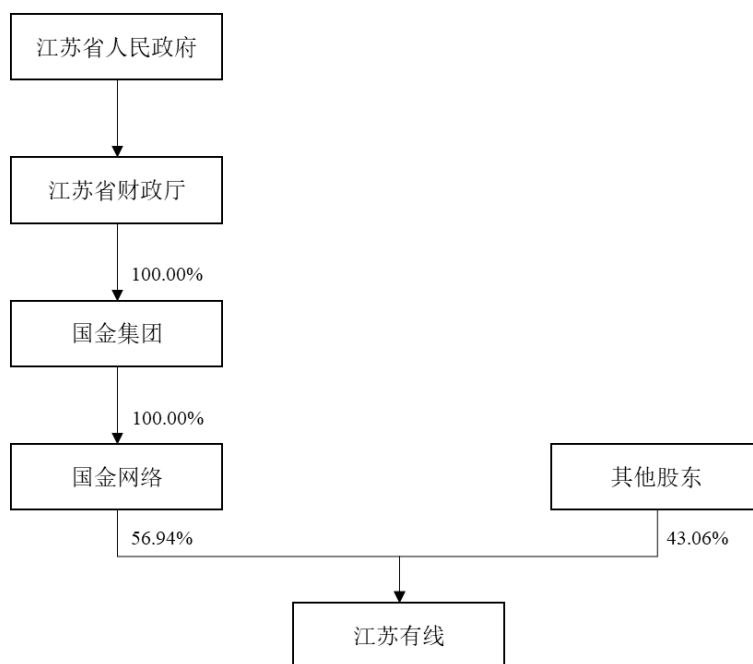 江苏省人民政府
江苏省财政厅
100.00%
国金集团
100.00%
国金网络
其他股东
56.94%
43.06%
江苏有线